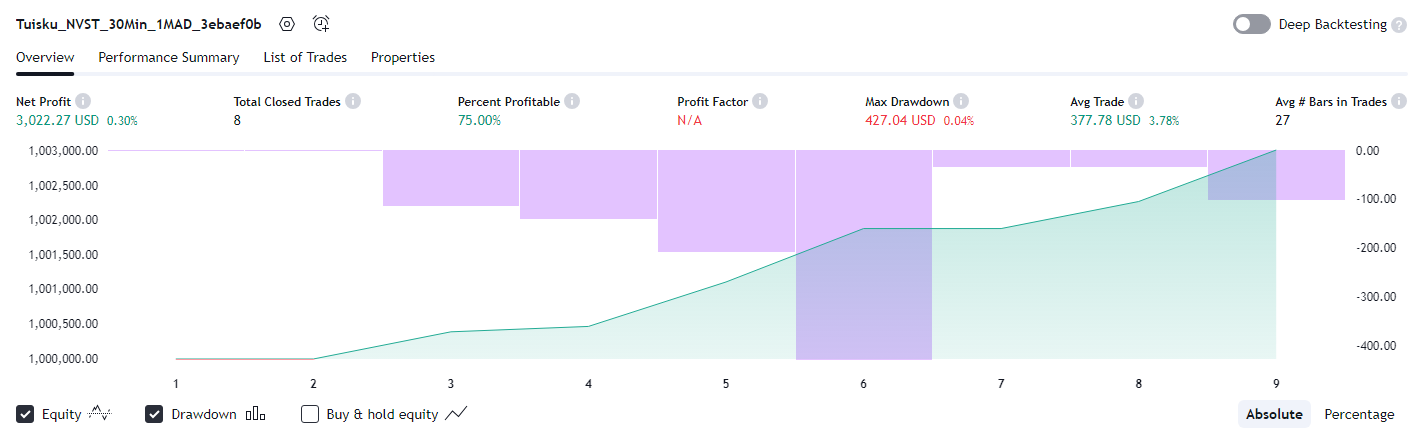 Tuisku_NVST_30Min_1MAD_3ebaef0b Deep Backtesting ?
Overview Performance Summary List of Trades Properties
Net Profit Total Closed Trades Percent Profitable Profit Factor Max Drawdown Avg Trade Avg # Bars in Trades
3,022.27 USD 0.30% 8 75.00% N/A 427.04 USD 0.04% 377.78 USD 3.78% 27
1,003,000.00 0.00
1,002,500.00 -100.00
1,002,000.00 -200.00
1,001,500.00 -300.00
1,001,000.00 -400.00
1,000,500.00
1,000,000.00
1 2 3 4 5 6 7 8 9
Equity Drawdown Buy & hold equity Absolute Percentage